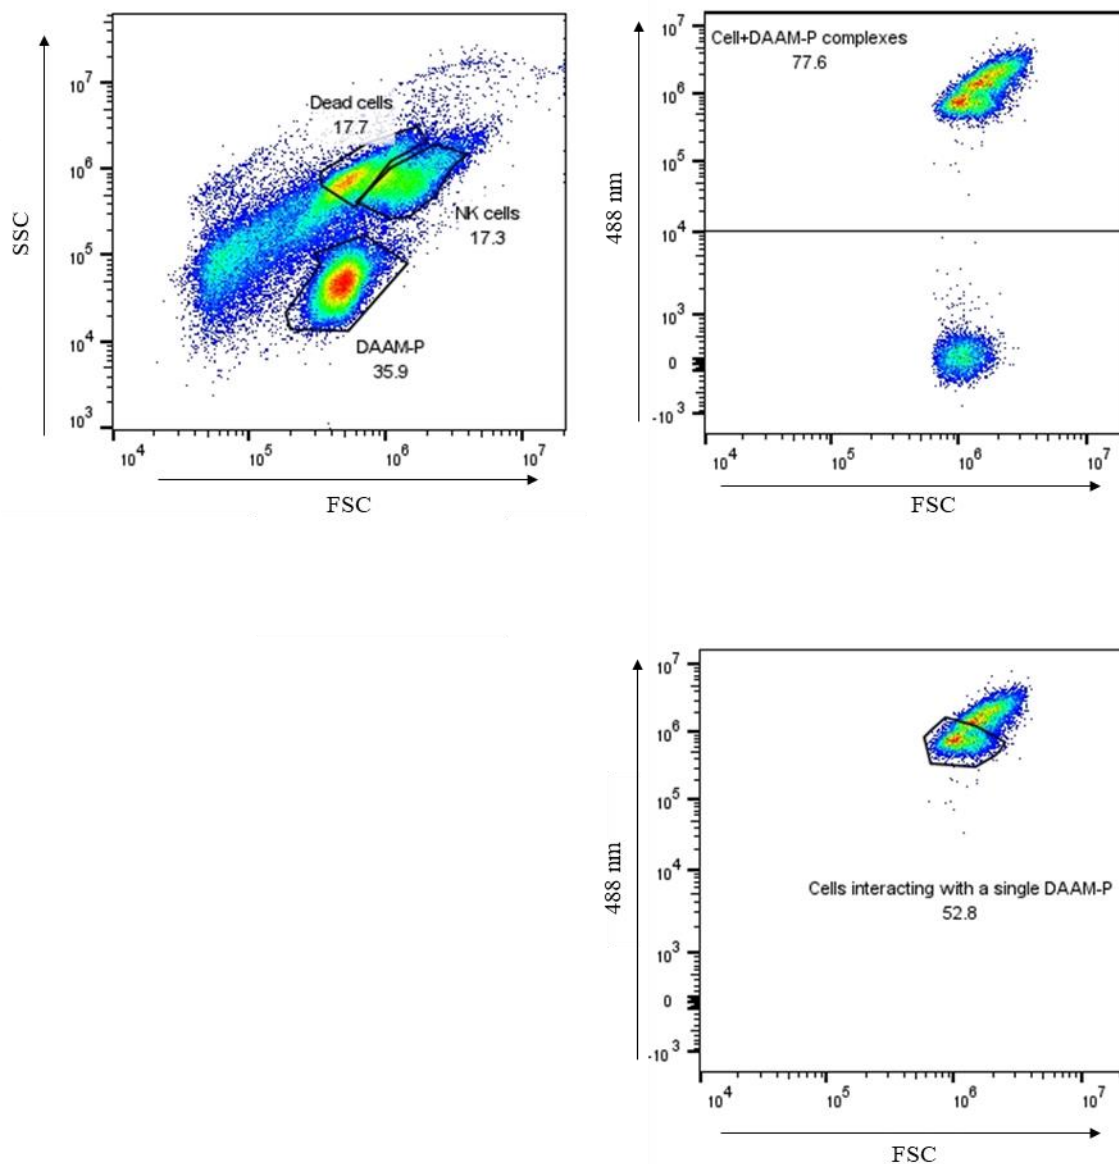 SSC
10^7
10^6
10^5
10^4
10^3
Dead cells
17.7
NK cells
17.3
DAAM-P
35.9
10^4 10^5 10^6 10^7
FSC
488 nm
10^7
10^6
10^5
10^4
10^3
0
-10^3
Cell+DAAM-P complexes
77.6
10^4 10^5 10^6 10^7
FSC
488 nm
10^7
10^6
10^5
10^4
10^3
0
-10^3
Cells interacting with a single DAAM-P
52.8
10^4 10^5 10^6 10^7
FSC